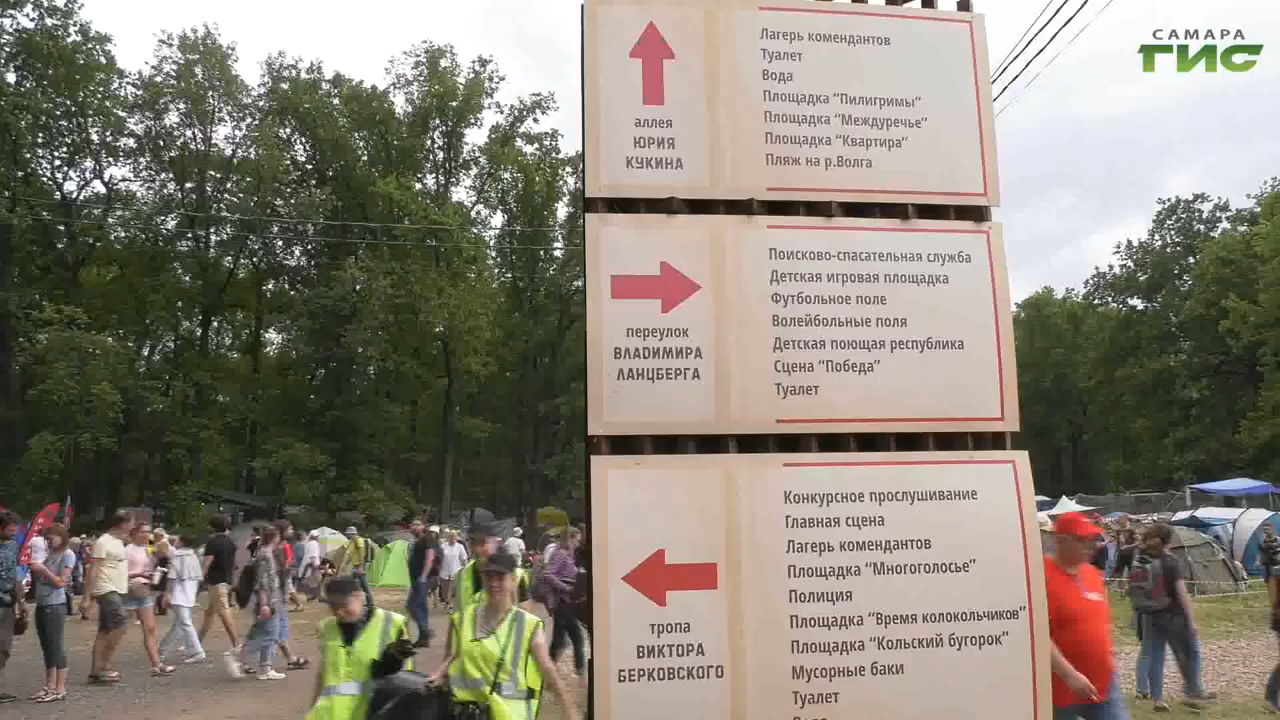 САМАРА
ГИС
аллея
ЮРИЯ
КУКИНА
Лагерь комендантов
Туалет
Вода
Площадка “Пилигримы”
Площадка “Междуречье”
Площадка “Квартира”
Пляж на р.Волга
переулок
ВЛАДИМИРА
ЛАНЦБЕРГА
Поисково-спасательная служба
Детская игровая площадка
Футбольное поле
Волейбольные поля
Детская поющая республика
Сцена “Победа”
Туалет
тропа
ВИКТОРА
БЕРКОВСКОГО
Конкурсное прослушивание
Главная сцена
Лагерь комендантов
Площадка “Многоголосье”
Полиция
Площадка “Время колокольчиков”
Площадка “Кольский бугорок”
Мусорные баки
Туалет